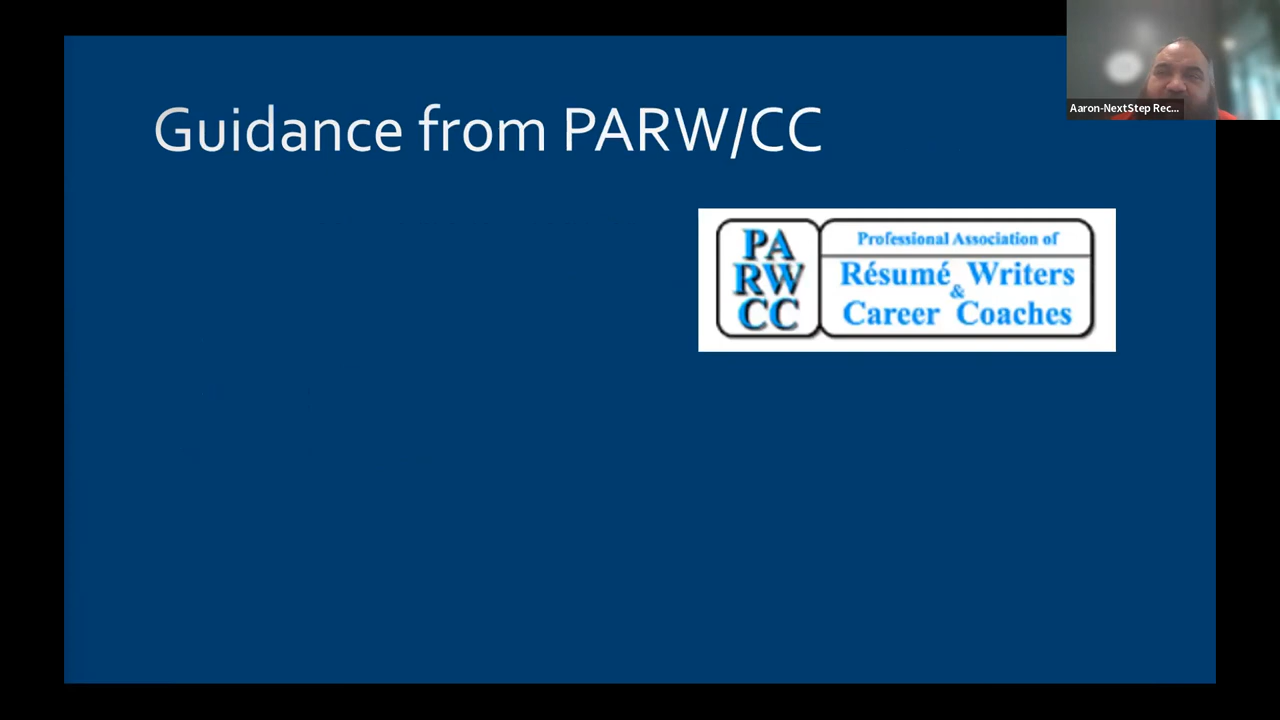 Guidance from PARW/CC
Aaron-NextStep Rec...
PA
RW
CC
Professional Association of
Résumé Writers
&
Career Coaches